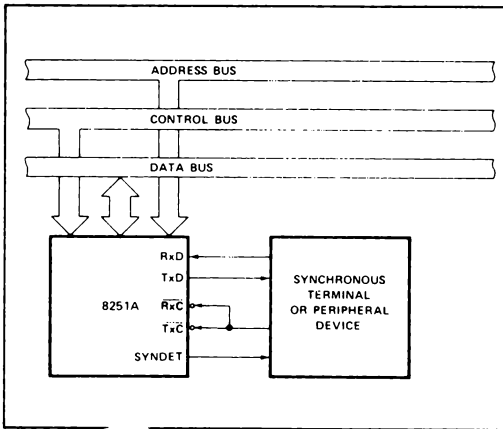 ADDRESS BUS
CONTROL BUS
DATA BUS
RxD
TxD
8251A
RxC
TxC
SYNDET
SYNCHRONOUS
TERMINAL
OR PERIPHERAL
DEVICE